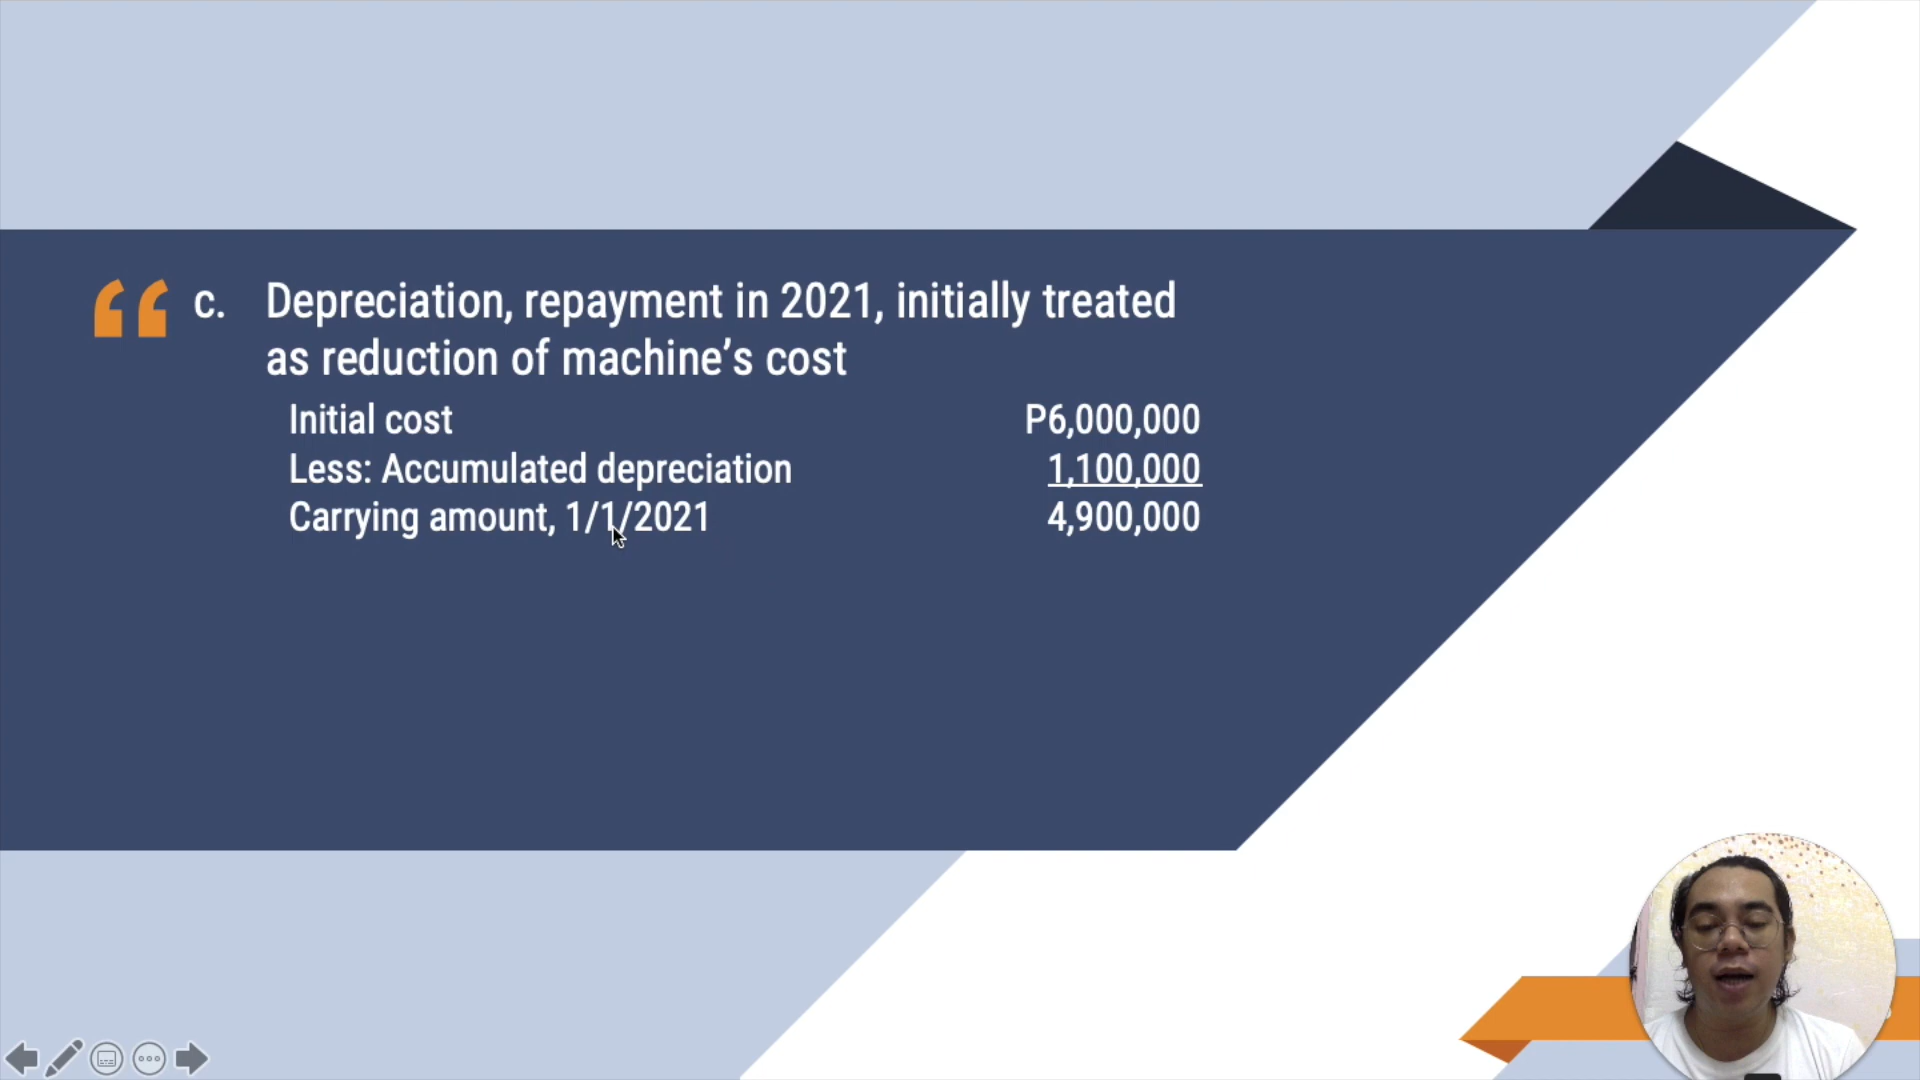 c. Depreciation, repayment in 2021, initially treated
as reduction of machine’s cost
Initial cost P6,000,000
Less: Accumulated depreciation 1,100,000
Carrying amount, 1/1/2021 4,900,000